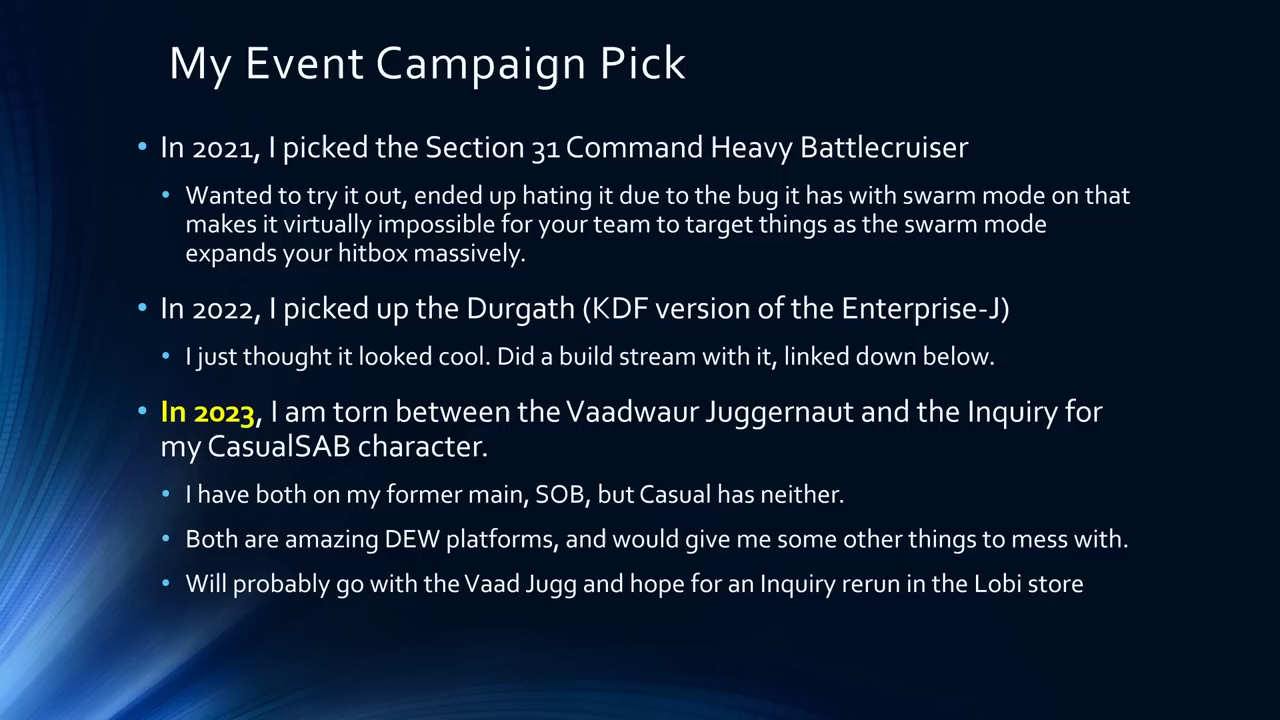 My Event Campaign Pick
• In 2021, I picked the Section 31 Command Heavy Battlecruiser
• Wanted to try it out, ended up hating it due to the bug it has with swarm mode on that
makes it virtually impossible for your team to target things as the swarm mode
expands your hitbox massively.
• In 2022, I picked up the Durgath (KDF version of the Enterprise-J)
• I just thought it looked cool. Did a build stream with it, linked down below.
• In 2023, I am torn between the Vaadwaur Juggernaut and the Inquiry for
my CasualSAB character.
• I have both on my former main, SOB, but Casual has neither.
• Both are amazing DEW platforms, and would give me some other things to mess with.
• Will probably go with the Vaad Jugg and hope for an Inquiry rerun in the Lobi store